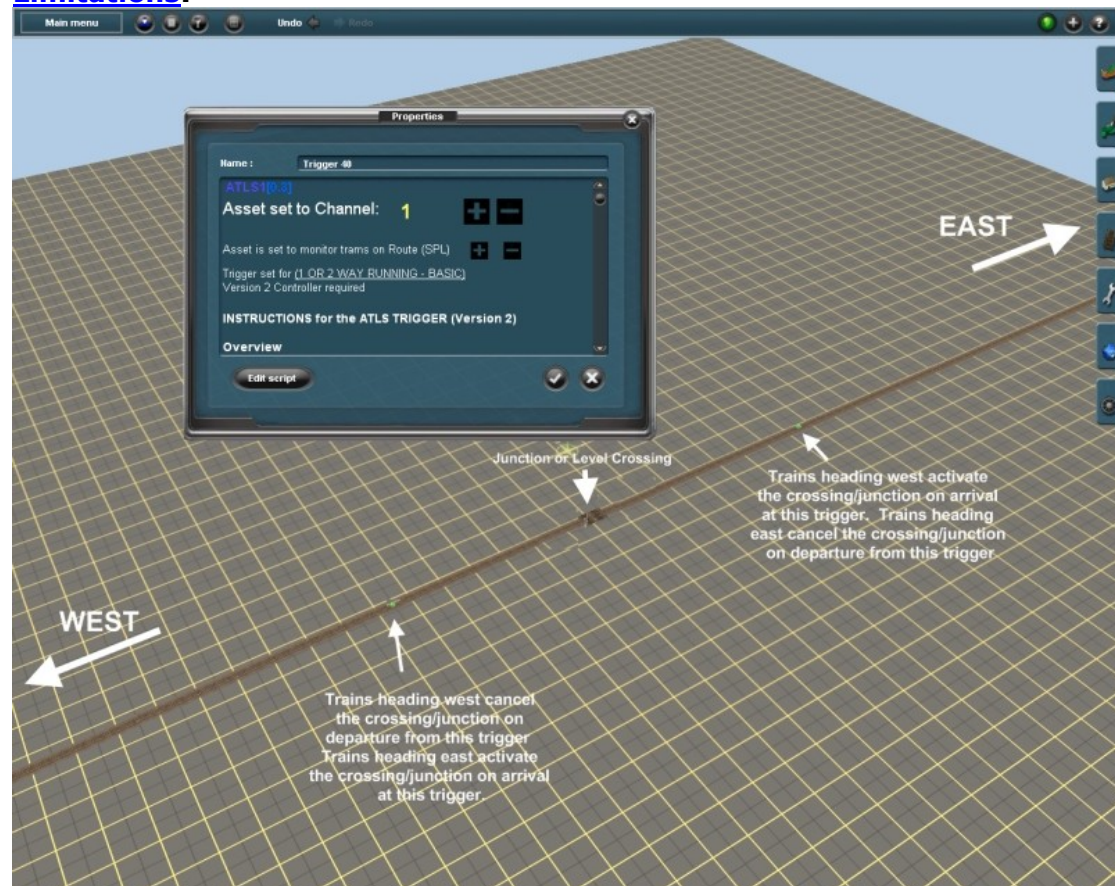 Limitations.
Main menu
Undo
Redo
Properties
Name :
Trigger 40
ATLS1[0.8]
Asset set to Channel: 1
Asset is set to monitor trams on Route (SPL)
Trigger set for (1 OR 2 WAY RUNNING - BASIC)
Version 2 Controller required
INSTRUCTIONS for the ATLS TRIGGER (Version 2)
Overview
Edit script
EAST
Junction or Level Crossing
Trains heading west activate
the crossing/junction on arrival
at this trigger. Trains heading
east cancel the crossing/junction
on departure from this trigger
WEST
Trains heading west cancel
the crossing/junction on
departure from this trigger
Trains heading east activate
the crossing/junction on arrival
at this trigger.